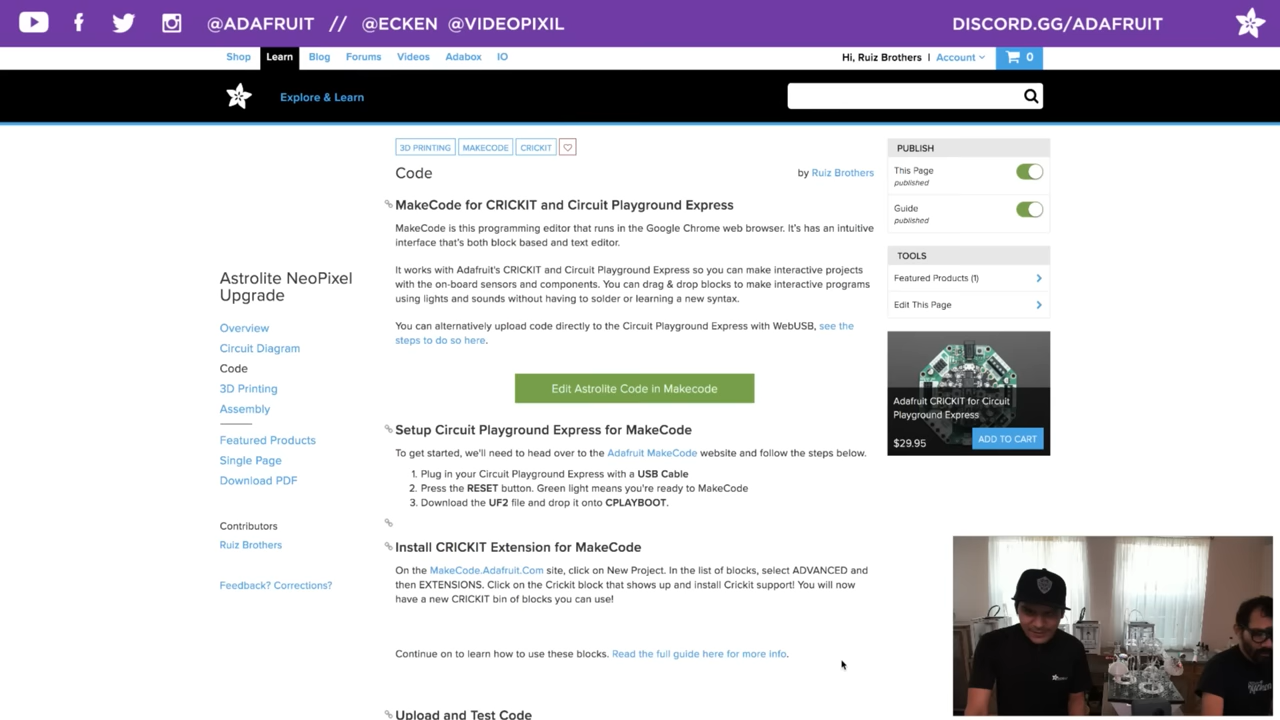 @ADAFRUIT // @ECKEN @VIDEOPIXIL
DISCORD.GG/ADAFRUIT
Shop Learn Blog Forums Videos Adabox IO
Hi, Ruiz Brothers | Account 0
Explore & Learn
3D PRINTING MAKECODE CRICKIT
Code
by Ruiz Brothers
MakeCode for CRICKIT and Circuit Playground Express
MakeCode is this programming editor that runs in the Google Chrome web browser. It's has an intuitive
interface that's both block based and text editor.
It works with Adafruit's CRICKIT and Circuit Playground Express so you can make interactive projects
with the on-board sensors and components. You can drag & drop blocks to make interactive programs
using lights and sounds without having to solder or learning a new syntax.
You can alternatively upload code directly to the Circuit Playground Express with WebUSB, see the
steps to do so here.
Edit Astrolite Code in Makecode
Setup Circuit Playground Express for MakeCode
To get started, we'll need to head over to the Adafruit MakeCode website and follow the steps below.
1. Plug in your Circuit Playground Express with a USB Cable
2. Press the RESET button. Green light means you're ready to MakeCode
3. Download the UF2 file and drop it onto CPLAYBOOT.
Install CRICKIT Extension for MakeCode
On the MakeCode.Adafruit.Com site, click on New Project. In the list of blocks, select ADVANCED and
then EXTENSIONS. Click on the Crickit block that shows up and install Crickit support! You will now
have a new CRICKIT bin of blocks you can use!
Continue on to learn how to use these blocks. Read the full guide here for more info.
Upload and Test Code
Astrolite NeoPixel
Upgrade
Overview
Circuit Diagram
Code
3D Printing
Assembly
Featured Products
Single Page
Download PDF
Contributors
Ruiz Brothers
Feedback? Corrections?
PUBLISH
This Page
published
Guide
published
TOOLS
Featured Products (1)
Edit This Page
Adafruit CRICKIT for Circuit
Playground Express
$29.95
ADD TO CART